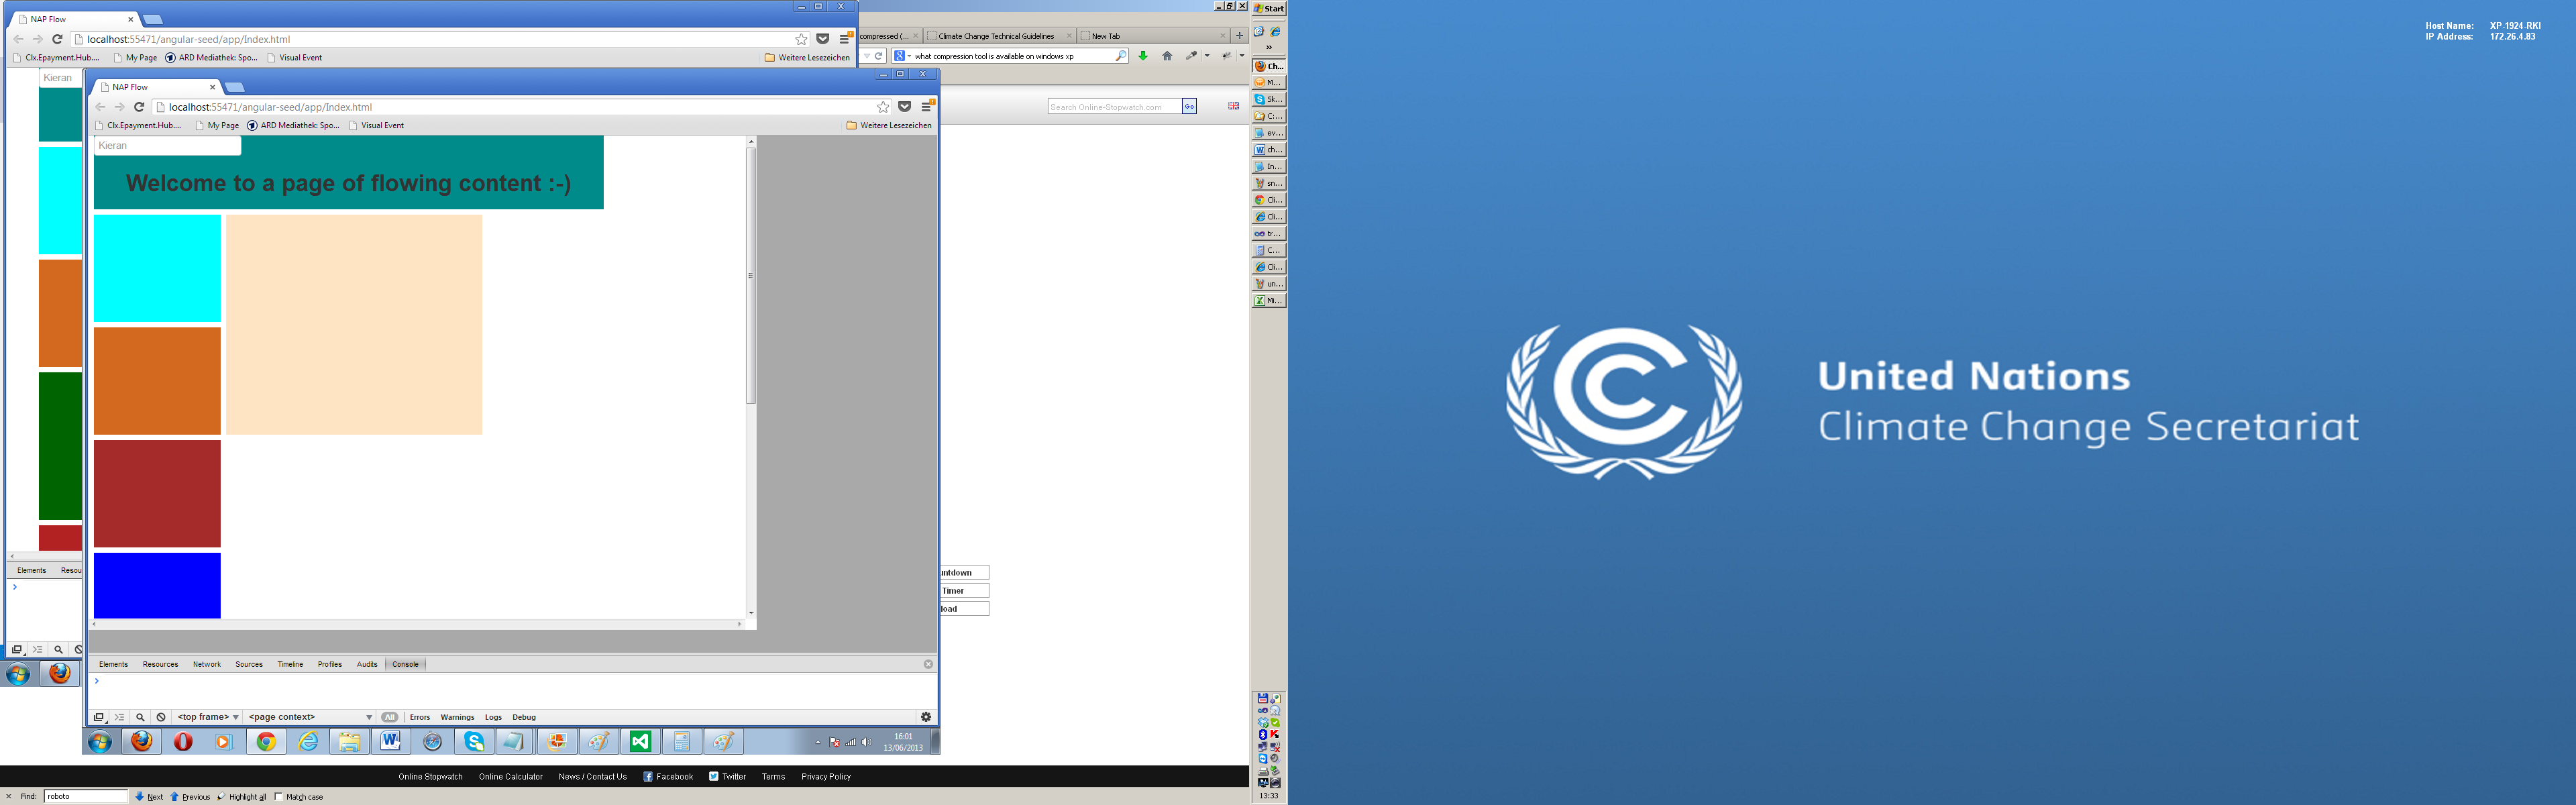 NAP Flow
localhost:55471/angular-seed/app/Index.html
Clx.Epayment.Hub.... My Page ARD Mediathek: Spo... Visual Event Weitere Lesezeichen
Kieran
Elements Resou
compressed (... Climate Change Technical Guidelines New Tab
what compression tool is available on windows xp
Search Online-Stopwatch.com Go
NAP Flow
localhost:55471/angular-seed/app/Index.html
Clx.Epayment.Hub.... My Page ARD Mediathek: Spo... Visual Event Weitere Lesezeichen
Kieran
Welcome to a page of flowing content :-)
Elements Resources Network Sources Timeline Profiles Audits Console
<top frame> <page context> All Errors Warnings Logs Debug
16:01
13/06/2013
untdown
Timer
load
Online Stopwatch Online Calculator News / Contact Us Facebook Twitter Terms Privacy Policy
Find: roboto Next Previous Highlight all Match case
Start
Ch...
M...
Sk...
C:...
ev...
ch...
In...
sn...
Cli...
Cli...
tr...
C...
Cli...
un...
Mi...
13:33
Host Name: XP-1924-RKI
IP Address: 172.26.4.83
United Nations
Climate Change Secretariat